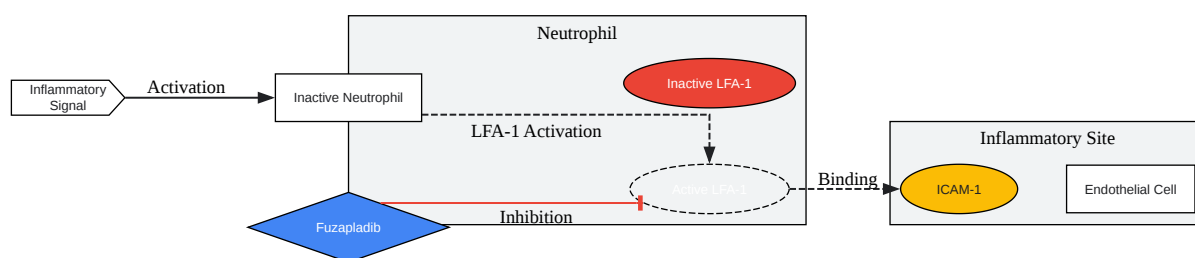 Neutrophil
Inflammatory
Signal
Activation
Inactive Neutrophil
Inactive LFA-1
LFA-1 Activation
Active LFA-1
Binding
Inflammatory Site
ICAM-1
Endothelial Cell
Fuzapladib
Inhibition